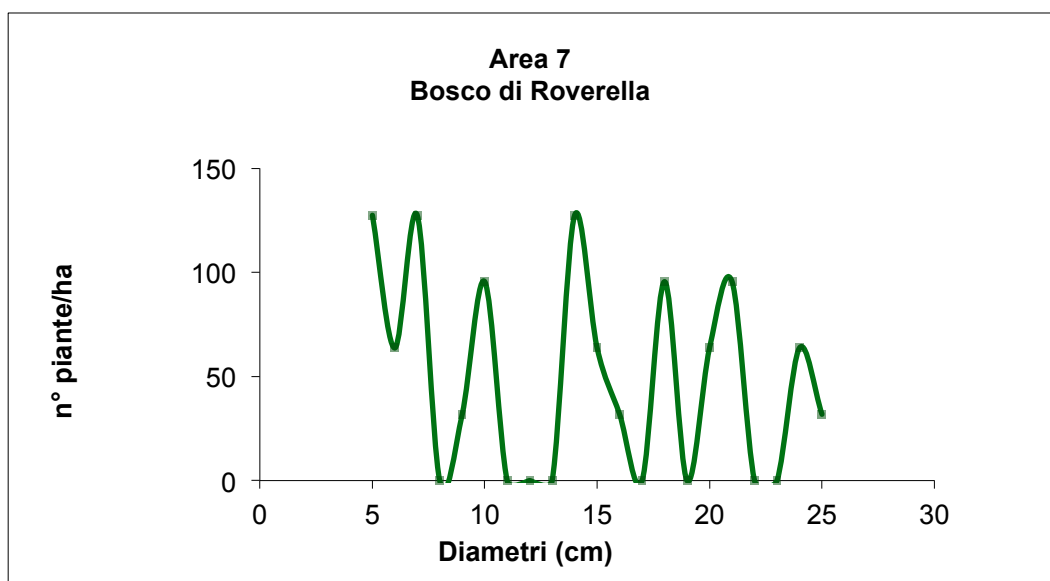 Area 7
Bosco di Roverella
150
100
50
0
n° piante/ha
0 5 10 15 20 25 30
Diametri (cm)